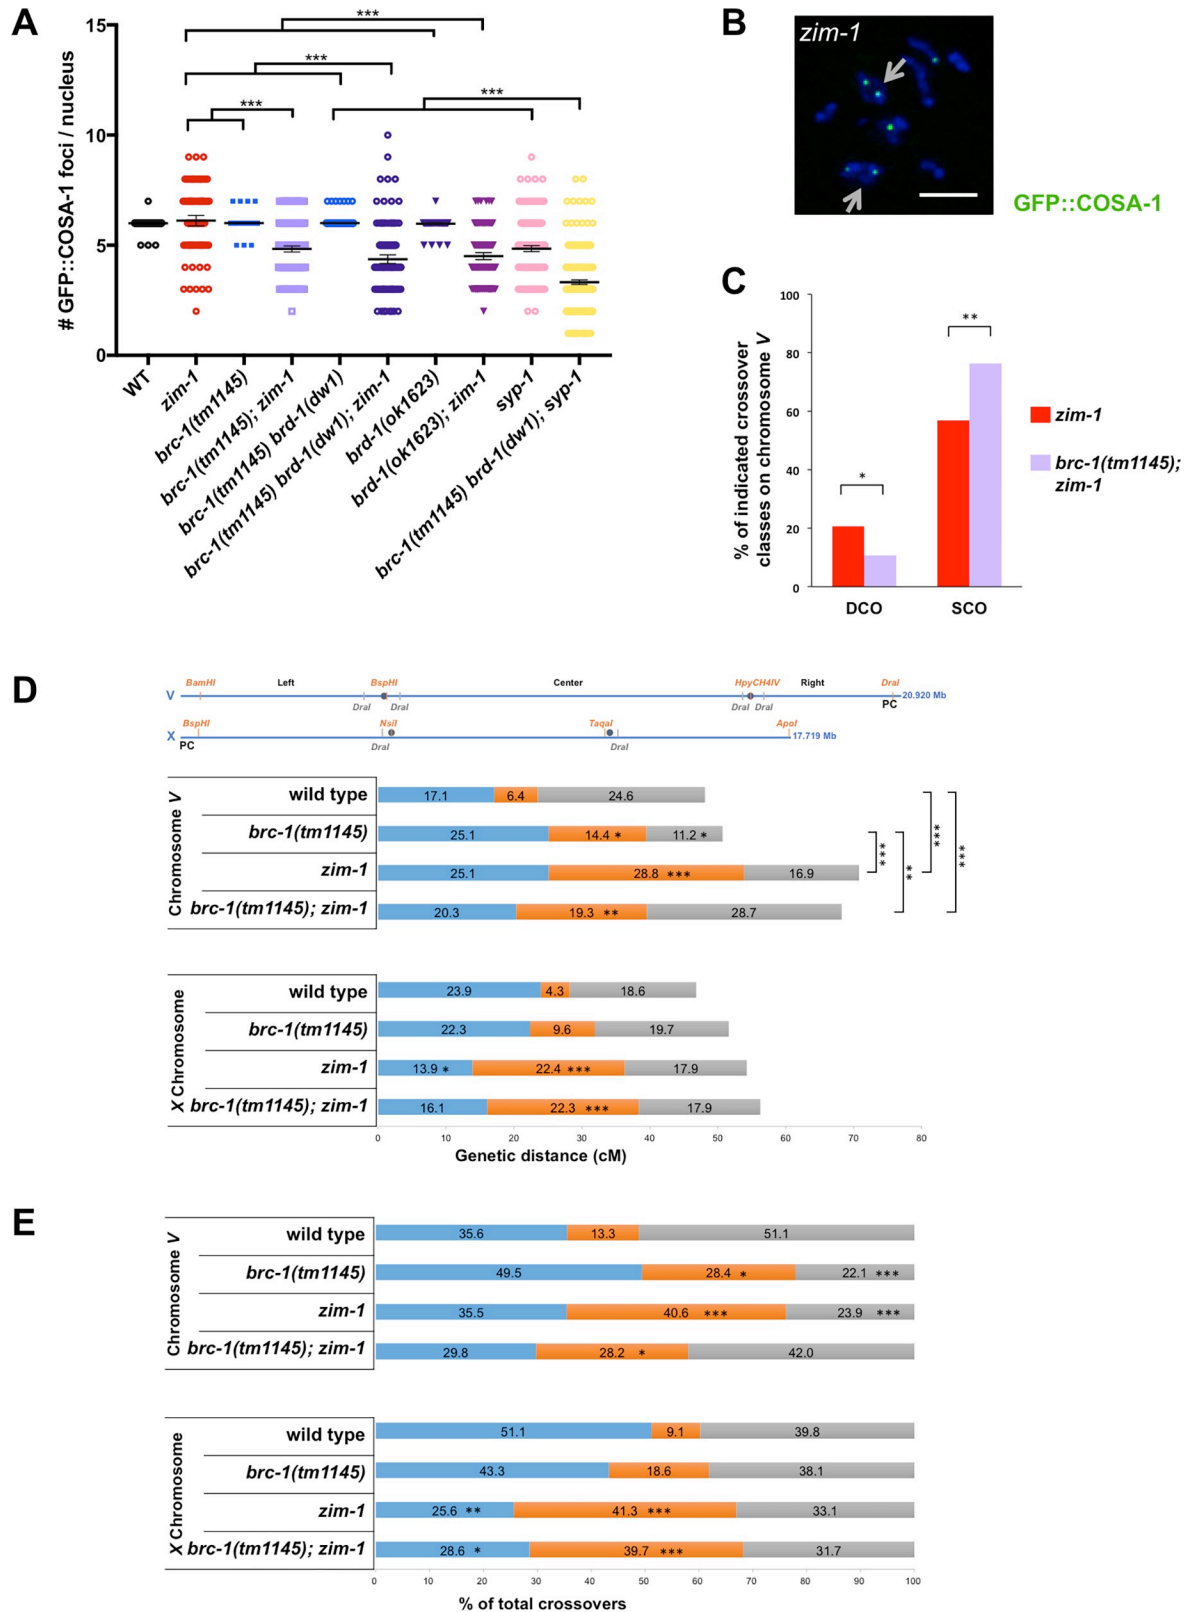 A
# GFP::COSA-1 foci / nucleus
15
10
5
0
***
***
***
***
WT
zim-1
brc-1(tm1145)
brc-1(tm1145); zim-1
brc-1(tm1145) brd-1(dw1)
brc-1(tm1145) brd-1(dw1); zim-1
brd-1(ok1623)
brd-1(ok1623); zim-1
syp-1
brc-1(tm1145) brd-1(dw1); syp-1
B
zim-1
GFP::COSA-1
C
% of indicated crossover
classes on chromosome V
100
80
60
40
20
0
*
**
DCO SCO
zim-1
brc-1(tm1145);
zim-1
D
BamHI Left BspHI Center HpyCH4IV Right DraI
V 20.920 Mb
DraI DraI DraI DraI PC
BspHI NsiI TaqaI ApoI
X 17.719 Mb
PC DraI DraI
Chromosome V
wild type 17.1 6.4 24.6
brc-1(tm1145) 25.1 14.4 * 11.2 *
zim-1 25.1 28.8 *** 16.9
brc-1(tm1145); zim-1 20.3 19.3 ** 28.7
*** ** *** ***
X Chromosome
wild type 23.9 4.3 18.6
brc-1(tm1145) 22.3 9.6 19.7
zim-1 13.9 * 22.4 *** 17.9
brc-1(tm1145); zim-1 16.1 22.3 *** 17.9
0 10 20 30 40 50 60 70 80
Genetic distance (cM)
E
Chromosome V
wild type 35.6 13.3 51.1
brc-1(tm1145) 49.5 28.4 * 22.1 ***
zim-1 35.5 40.6 *** 23.9 ***
brc-1(tm1145); zim-1 29.8 28.2 * 42.0
X Chromosome
wild type 51.1 9.1 39.8
brc-1(tm1145) 43.3 18.6 38.1
zim-1 25.6 ** 41.3 *** 33.1
brc-1(tm1145); zim-1 28.6 * 39.7 *** 31.7
0 10 20 30 40 50 60 70 80 90 100
% of total crossovers